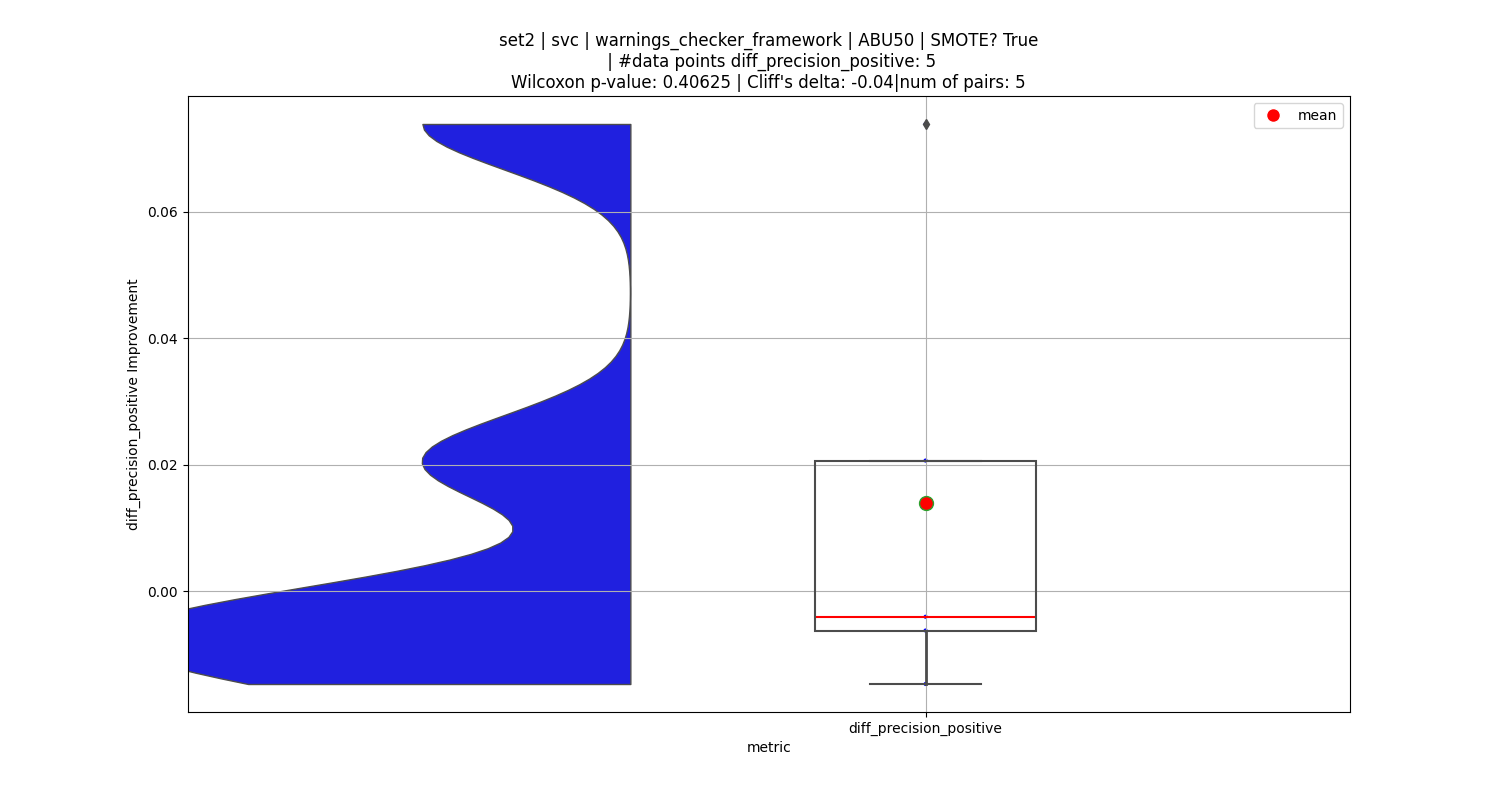 set2 | svc | warnings_checker_framework | ABU50 | SMOTE? True
| #data points diff_precision_positive: 5
Wilcoxon p-value: 0.40625 | Cliff's delta: -0.04|num of pairs: 5
mean
0.06
0.04
0.02
0.00
diff_precision_positive Improvement
diff_precision_positive
metric